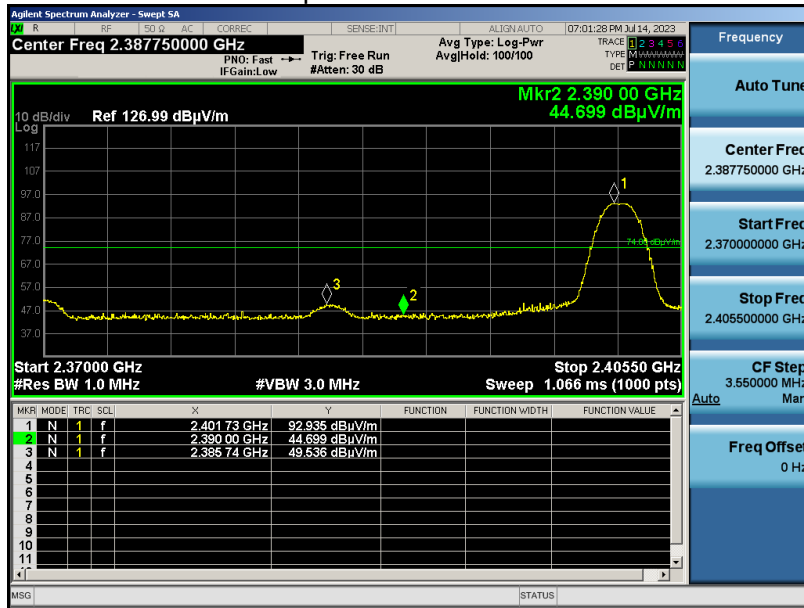 Agilent Spectrum Analyzer - Swept SA
LXI R RF 50 Ω AC CORREC SENSE:INT ALIGN AUTO 07:01:28 PM Jul 14, 2023
Center Freq 2.387750000 GHz
PNO: Fast
IFGain:Low
Trig: Free Run
#Atten: 30 dB
Avg Type: Log-Pwr
Avg|Hold: 100/100
TRACE 1 2 3 4 5 6
TYPE M
DET P N N N N N
Mkr2 2.390 00 GHz
44.699 dBµV/m
10 dB/div Ref 126.99 dBµV/m
Log
117
107
97.0
87.0
77.0
67.0
57.0
47.0
37.0
1
2
3
74.00 dBµV/m
Start 2.37000 GHz Stop 2.40550 GHz
#Res BW 1.0 MHz #VBW 3.0 MHz Sweep 1.066 ms (1000 pts)
MKR MODE TRC SCL X Y FUNCTION FUNCTION WIDTH FUNCTION VALUE
1 N 1 f 2.401 73 GHz 92.935 dBµV/m
2 N 1 f 2.390 00 GHz 44.699 dBµV/m
3 N 1 f 2.385 74 GHz 49.536 dBµV/m
4
5
6
7
8
9
10
11
MSG STATUS
Frequency
Auto Tune
Center Freq
2.387750000 GHz
Start Freq
2.370000000 GHz
Stop Freq
2.405500000 GHz
CF Step
3.550000 MHz
Auto Man
Freq Offset
0 Hz